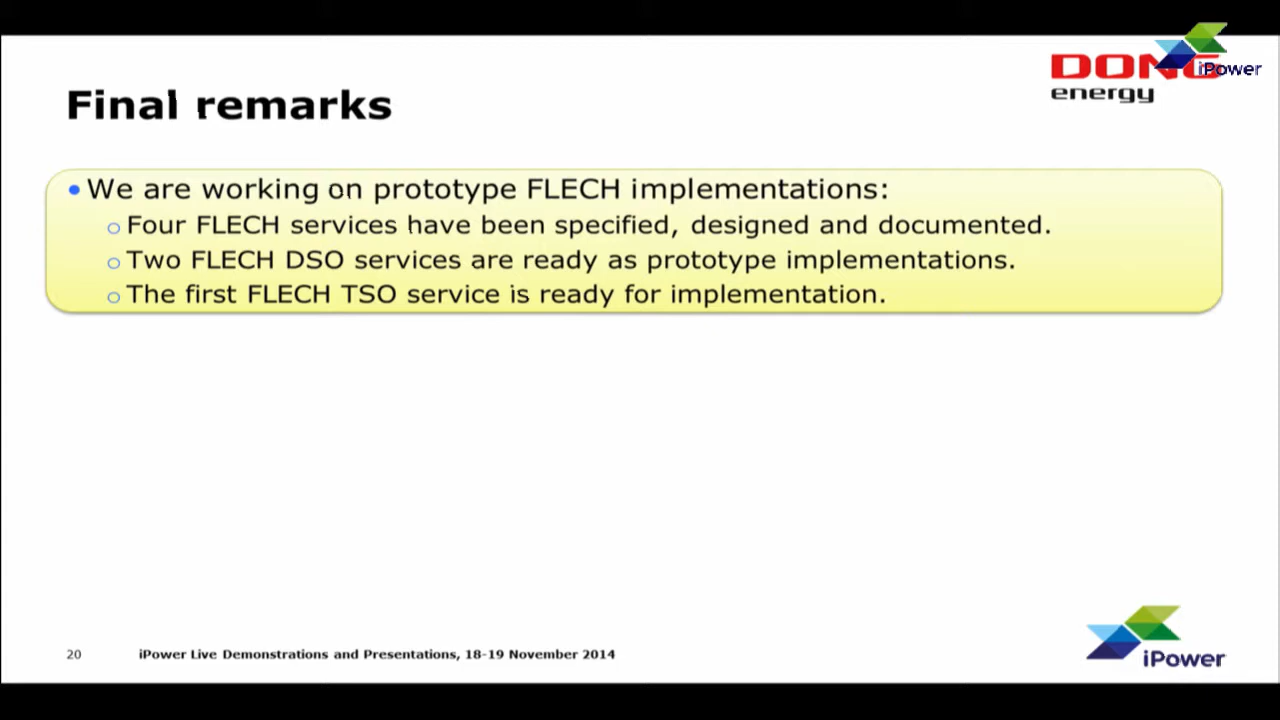 DONG
energy
iPower
Final remarks
We are working on prototype FLECH implementations:
Four FLECH services have been specified, designed and documented.
Two FLECH DSO services are ready as prototype implementations.
The first FLECH TSO service is ready for implementation.
20 iPower Live Demonstrations and Presentations, 18-19 November 2014
iPower